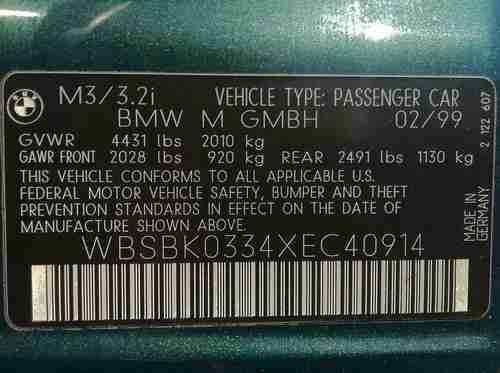 BMW
M3/3.2i VEHICLE TYPE: PASSENGER CAR
BMW M GMBH 02/99
GVWR 4431 lbs 2010 kg
GAWR FRONT 2028 lbs 920 kg REAR 2491 lbs 1130 kg
THIS VEHICLE CONFORMS TO ALL APPLICABLE U.S.
FEDERAL MOTOR VEHICLE SAFETY, BUMPER AND THEFT
PREVENTION STANDARDS IN EFFECT ON THE DATE OF
MANUFACTURE SHOWN ABOVE.
WBSBK0334XEC40914
MADE IN
GERMANY
2 122 607